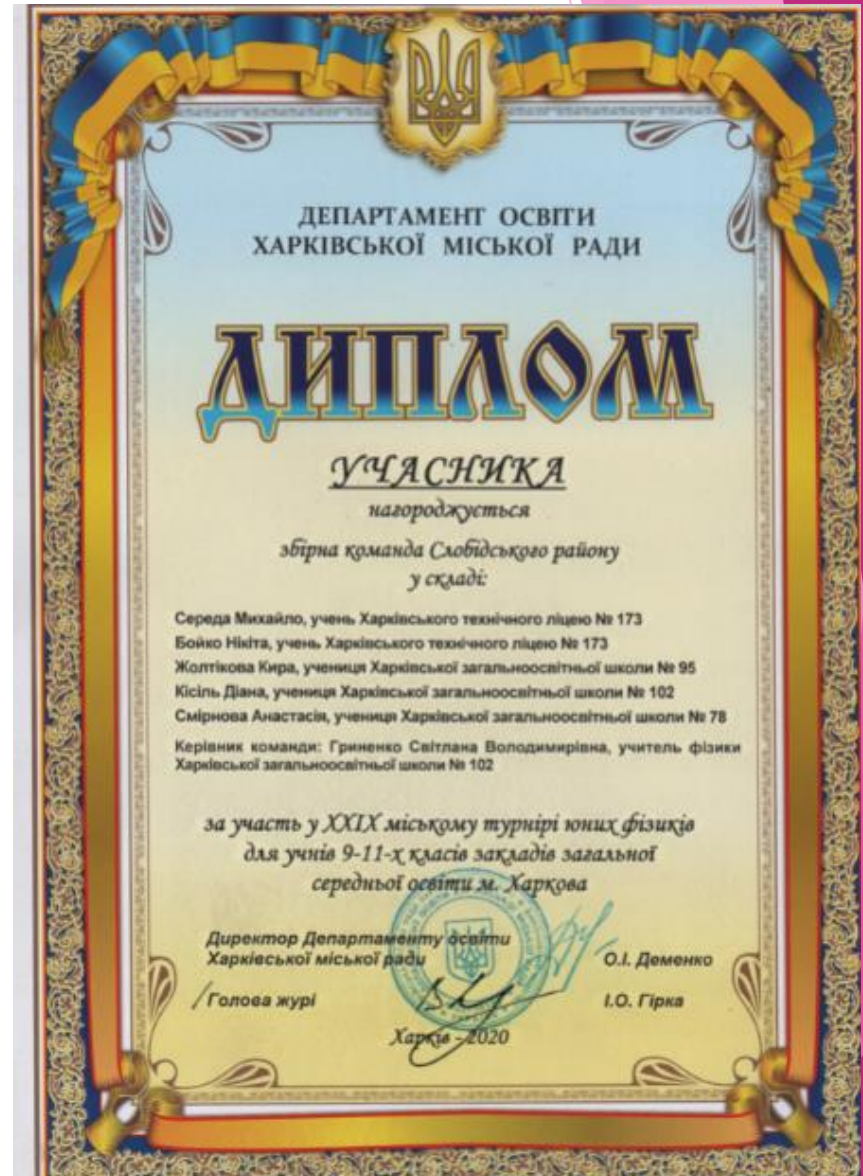 ДЕПАРТАМЕНТ ОСВІТИ
ХАРКІВСЬКОЇ МІСЬКОЇ РАДИ
ДИПЛОМ
УЧАСНИКА
нагороджується
збірна команда Слобідського району
у складі:
Середа Михайло, учень Харківського технічного ліцею № 173
Бойко Нікіта, учень Харківського технічного ліцею № 173
Жолтікова Кира, учениця Харківської загальноосвітньої школи № 95
Кісіль Діана, учениця Харківської загальноосвітньої школи № 102
Смірнова Анастасія, учениця Харківської загальноосвітньої школи № 78
Керівник команди: Гриненко Світлана Володимирівна, учитель фізики
Харківської загальноосвітньої школи № 102
за участь у XXIX міському турнірі юних фізиків
для учнів 9-11-х класів закладів загальної
середньої освіти м. Харкова
Директор Департаменту освіти
Харківської міської ради О.І. Деменко
Голова журі І.О. Гірка
Харків - 2020